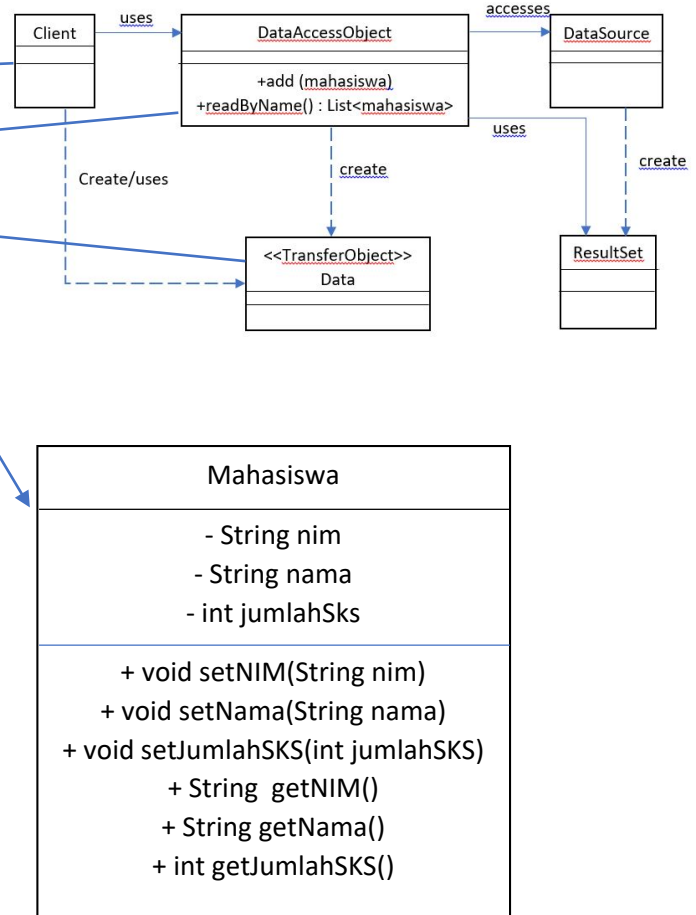 accesses
uses
Client
DataAccessObject
DataSource
+add (mahasiswa)
+readByName() : List<mahasiswa>
uses
create
create
Create/uses
<<TransferObject>>
Data
ResultSet
Mahasiswa
- String nim
- String nama
- int jumlahSks
+ void setNIM(String nim)
+ void setNama(String nama)
+ void setJumlahSKS(int jumlahSKS)
+ String  getNIM()
+ String getNama()
+ int getJumlahSKS()